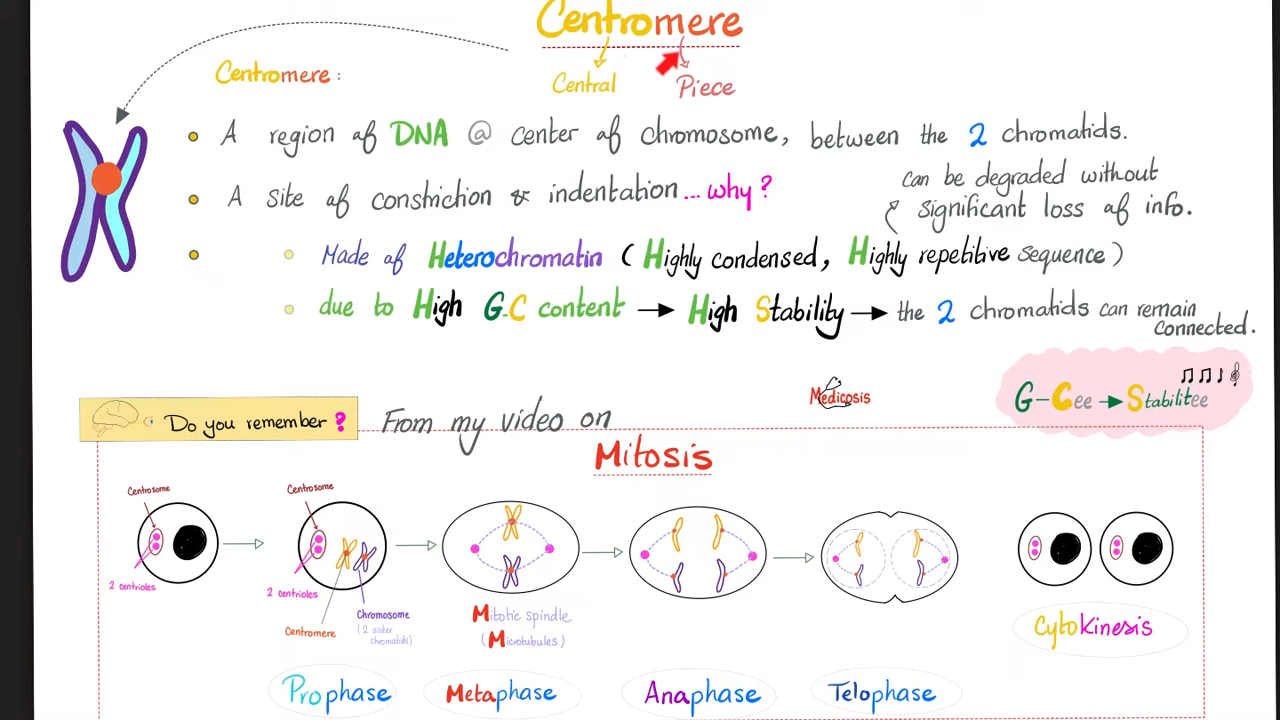 Centromere
Central
Piece
Centromere :
A region of DNA @ center of chromosome, between the 2 chromatids.
A site of constriction & indentation ... why ?
can be degraded without
significant loss of info.
Made of Heterochromatin ( Highly condensed, Highly repetitive sequence )
due to High G-C content → High Stability → the 2 chromatids can remain
connected.
Medicosis
G-Cee → Stabilitee
Do you remember ? From my video on
Mitosis
Centrosome
2 centrioles
Centrosome
2 centrioles
Centromere
Chromosome
( 2 sister
chromatids)
Mitotic spindle
( Microtubules)
Cytokinesis
Prophase
Metaphase
Anaphase
Telophase